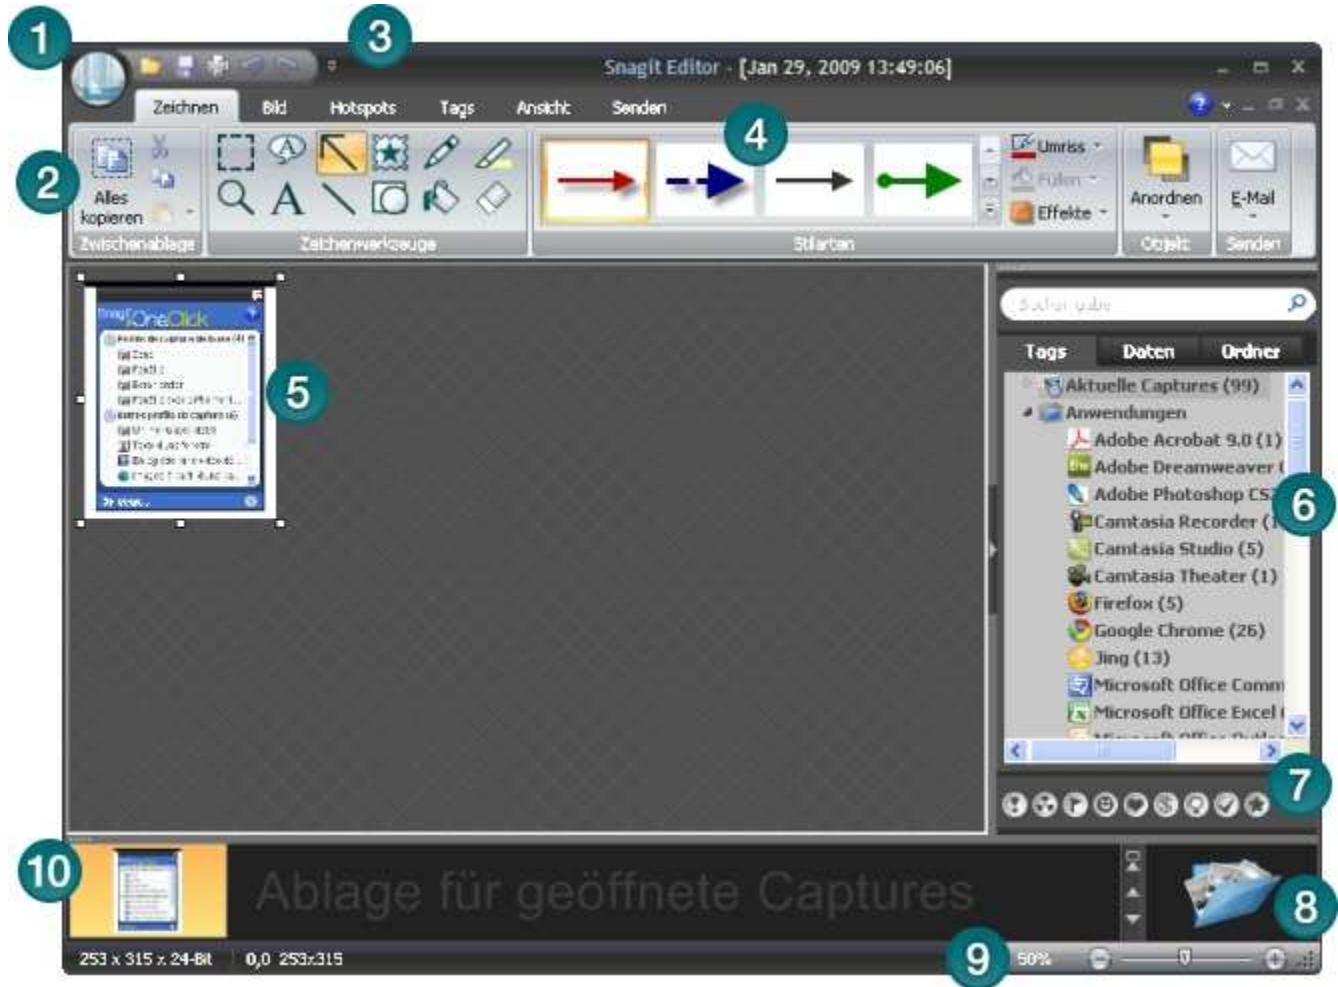 1
3
Snagit Editor - [Jan 29, 2009 13:49:06]
Zeichnen Bild Hotspots Tags Ansicht Senden
4
2
Alles kopieren
Umriss
Füllen
Effekte
Anordnen
E-Mail
Zwischenablage Zeichenwerkzeuge Stilarten Objekt Senden
OneClick
5
Tags Daten Ordner
Aktuelle Captures (99)
Anwendungen
Adobe Acrobat 9.0 (1)
Adobe Dreamweaver (
Adobe Photoshop CS
6
Camtasia Recorder (
Camtasia Studio (5)
Camtasia Theater (1)
Firefox (5)
Google Chrome (26)
Jing (13)
Microsoft Office Comm
Microsoft Office Excel (
7
10
Ablage für geöffnete Captures
8
253 x 315 x 24-Bit 0,0 253x315
9
50%